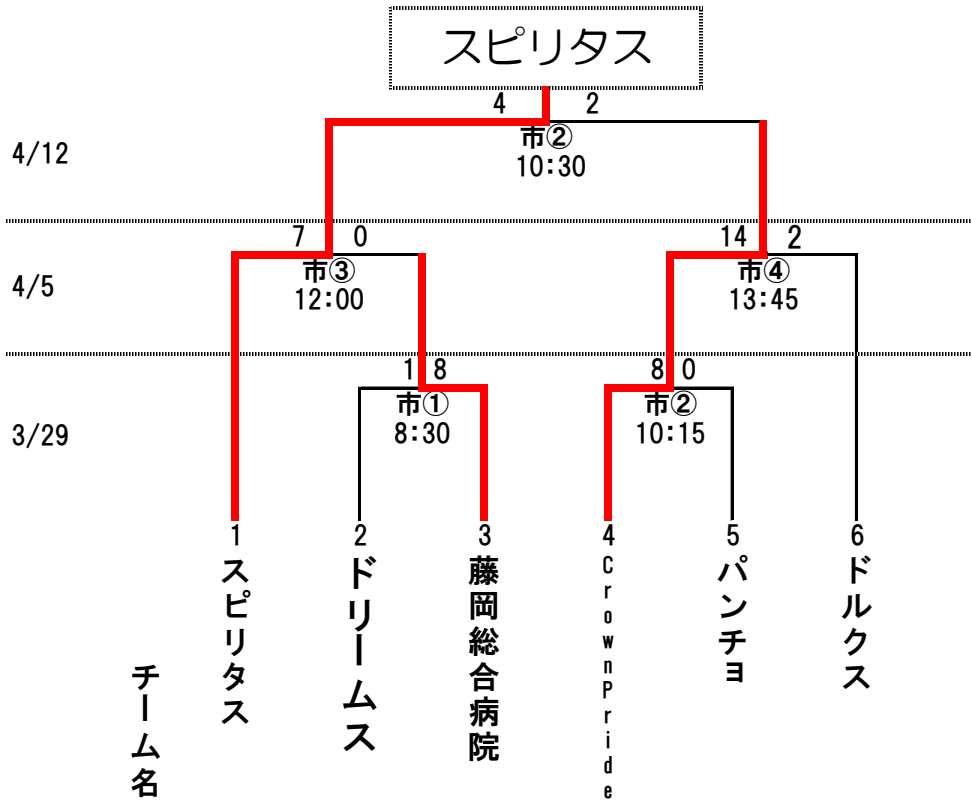 スピリタス
4 2
市②
10:30
4/12
7 0
市③
12:00
14 2
市④
13:45
4/5
1 8
市①
8:30
8 0
市②
10:15
3/29
1 2 3 4 5 6
スピリタス
ドリームス
藤岡総合病院
CrownPride
パンチョ
ドルクス
チーム名